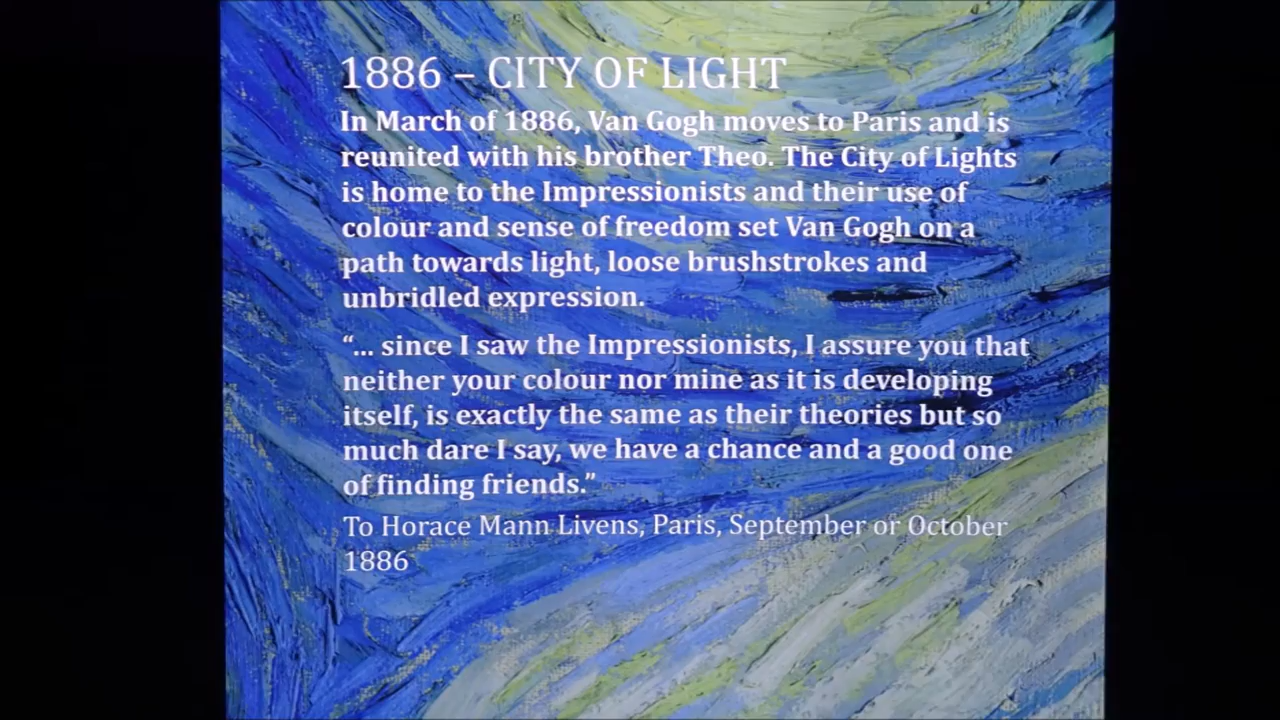 1886 – CITY OF LIGHT
In March of 1886, Van Gogh moves to Paris and is
reunited with his brother Theo. The City of Lights
is home to the Impressionists and their use of
colour and sense of freedom set Van Gogh on a
path towards light, loose brushstrokes and
unbridled expression.
“... since I saw the Impressionists, I assure you that
neither your colour nor mine as it is developing
itself, is exactly the same as their theories but so
much dare I say, we have a chance and a good one
of finding friends.”
To Horace Mann Livens, Paris, September or October
1886